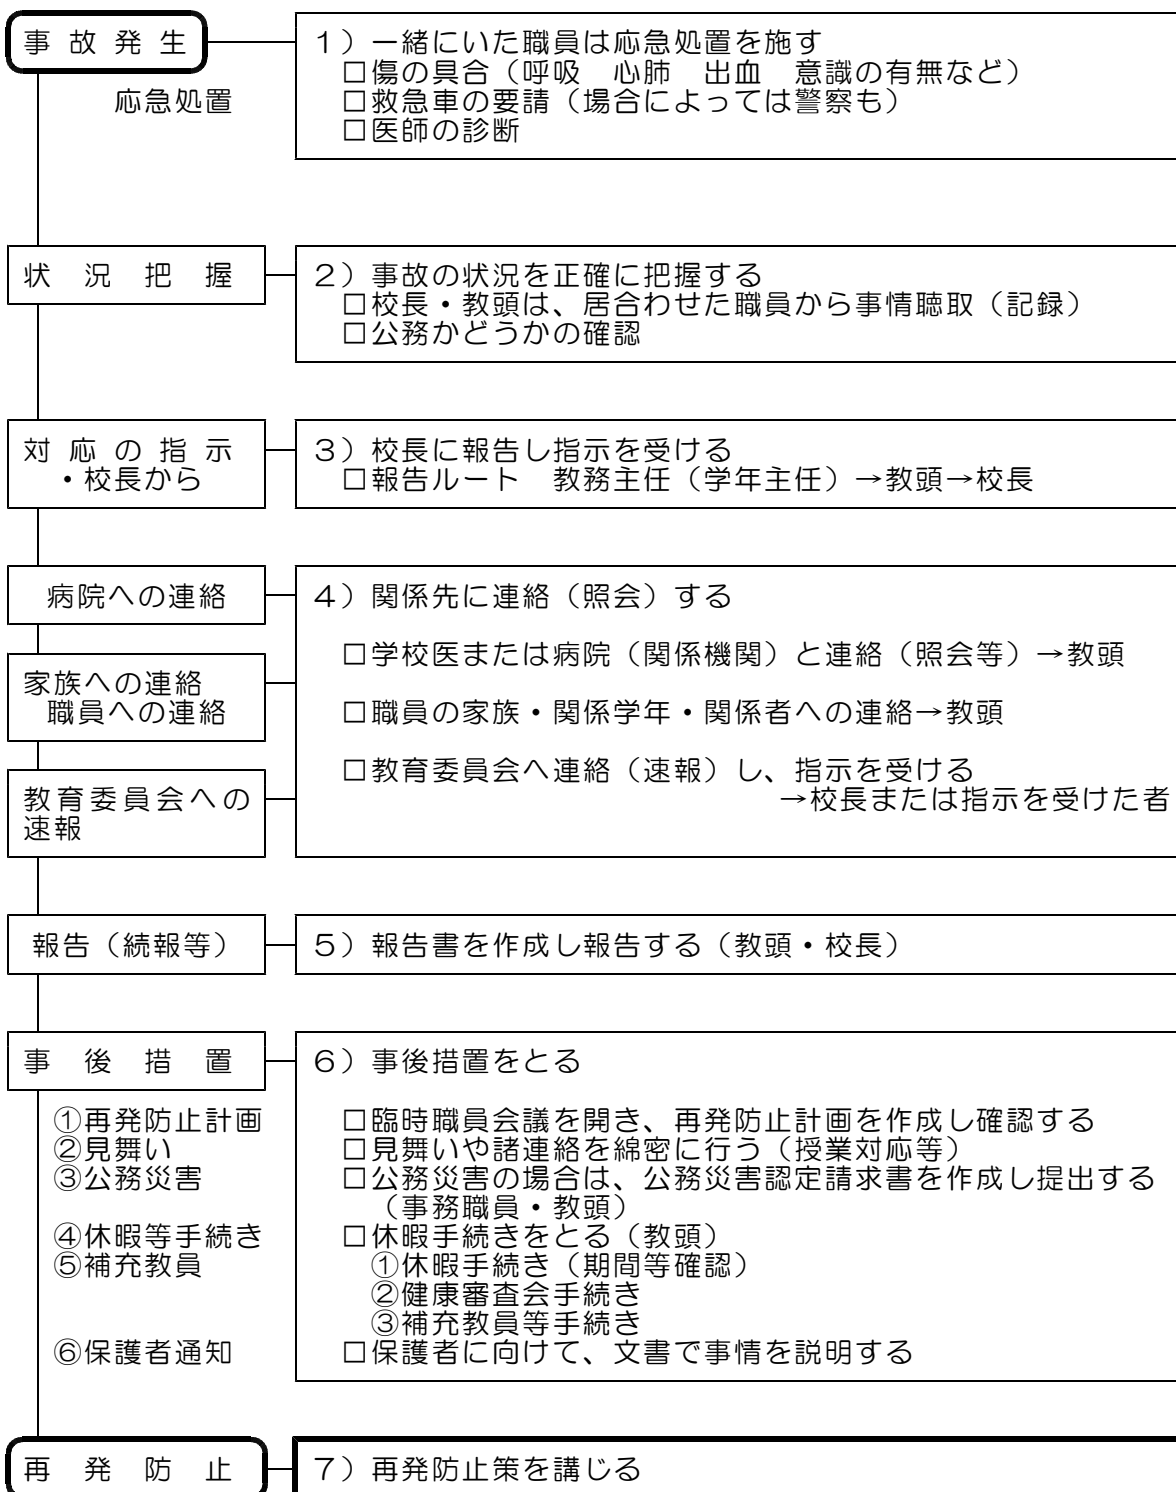 事故発生
応急処置
1）一緒にいた職員は応急処置を施す
□傷の具合（呼吸　心肺　出血　意識の有無など）
□救急車の要請（場合によっては警察も）
□医師の診断
状況把握
2）事故の状況を正確に把握する
□校長・教頭は、居合わせた職員から事情聴取（記録）
□公務かどうかの確認
対応の指示
・校長から
3）校長に報告し指示を受ける
□報告ルート　教務主任（学年主任）→教頭→校長
病院への連絡
家族への連絡
職員への連絡
教育委員会への
速報
4）関係先に連絡（照会）する
□学校医または病院（関係機関）と連絡（照会等）→教頭
□職員の家族・関係学年・関係者への連絡→教頭
□教育委員会へ連絡（速報）し、指示を受ける
→校長または指示を受けた者
報告（続報等）
5）報告書を作成し報告する（教頭・校長）
事後措置
①再発防止計画
②見舞い
③公務災害
④休暇等手続き
⑤補充教員
⑥保護者通知
6）事後措置をとる
□臨時職員会議を開き、再発防止計画を作成し確認する
□見舞いや諸連絡を綿密に行う（授業対応等）
□公務災害の場合は、公務災害認定請求書を作成し提出する
（事務職員・教頭）
□休暇手続きをとる（教頭）
①休暇手続き（期間等確認）
②健康審査会手続き
③補充教員等手続き
□保護者に向けて、文書で事情を説明する
再発防止
7）再発防止策を講じる